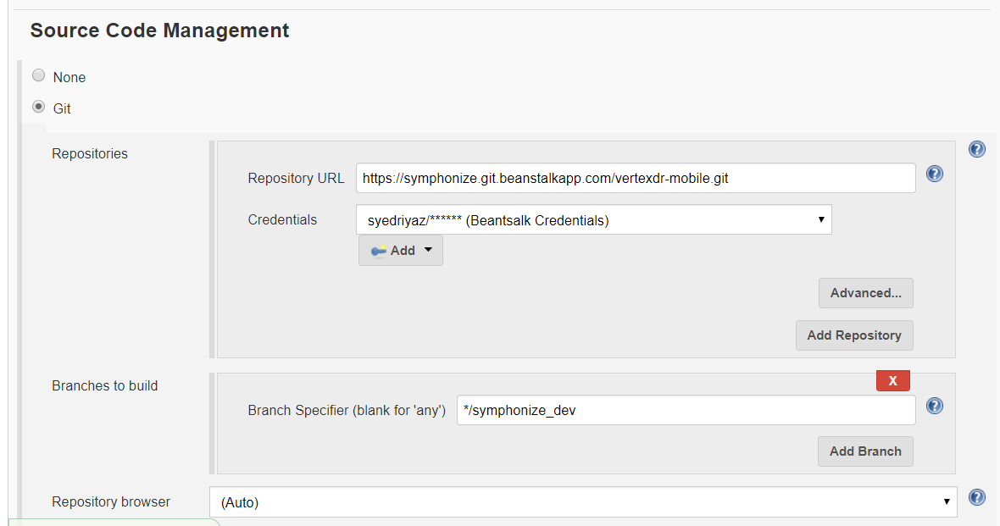 Source Code Management
None
Git
Repositories
Repository URL https://symphonize.git.beanstalkapp.com/vertexdr-mobile.git
Credentials syedriyaz/****** (Beantsalk Credentials)
Add
Advanced...
Add Repository
Branches to build
X
Branch Specifier (blank for 'any') */symphonize_dev
Add Branch
Repository browser (Auto)